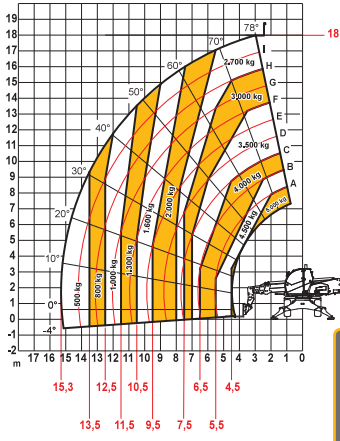 78°
70°
60°
50°
40°
30°
20°
10°
0°
-4°
18
18
17
16
15
14
13
12
11
10
9
8
7
6
5
4
3
2
1
0
-1
-2
I
H
G
F
E
D
C
B
A
2.700 kg
3.000 kg
3.500 kg
4.000 kg
4.500 kg
5.000 kg
2.000 kg
1.600 kg
1.300 kg
1.000 kg
800 kg
500 kg
m
17 16 15 14 13 12 11 10 9 8 7 6 5 4 3 2 1 0
15,3 12,5 10,5 6,5 4,5
13,5 11,5 9,5 7,5 5,5